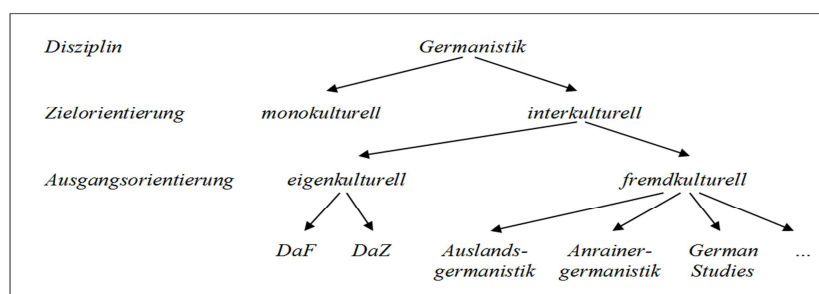 Disziplin Germanistik
Zielorientierung monokulturell interkulturell
Ausgangsorientierung eigenkulturell fremdkulturell
DaF DaZ Auslands- Anrainer- German ...
germanistik germanistik Studies